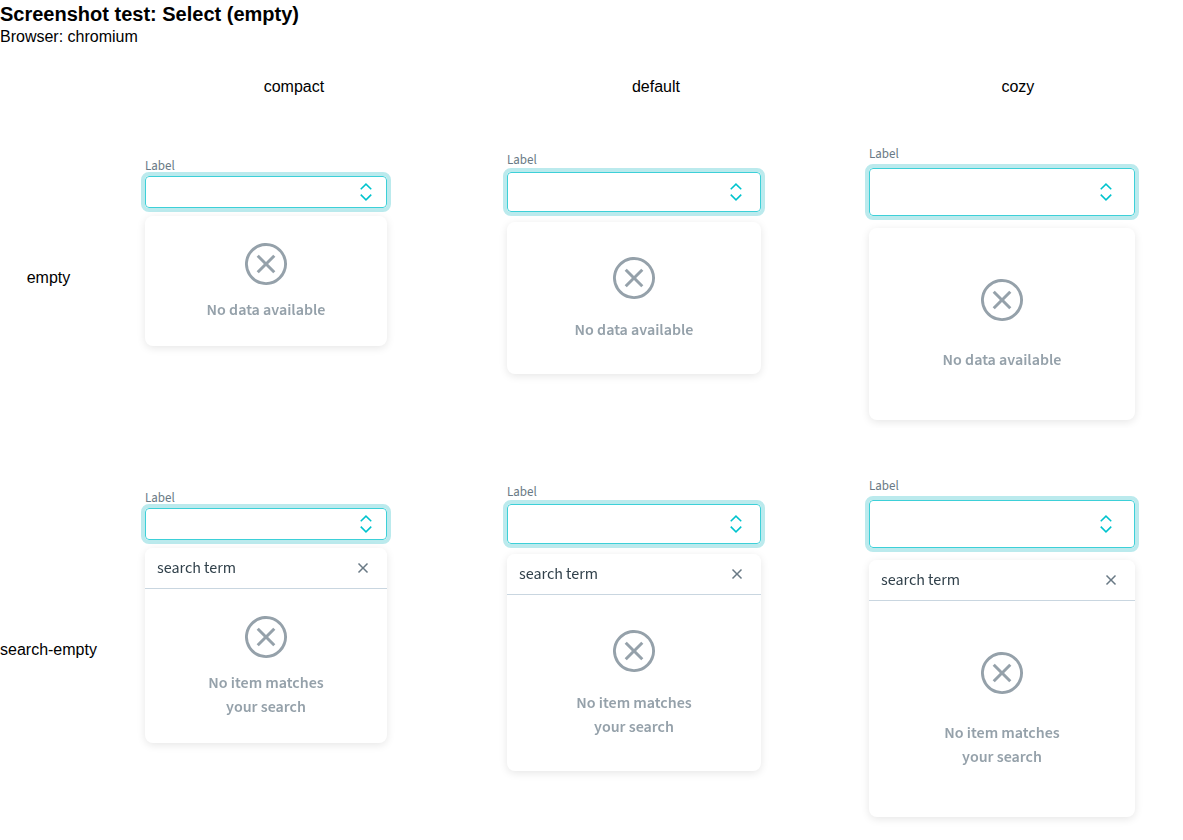 Screenshot test: Select (empty)
Browser: chromium
compact
default
cozy
empty
Label
No data available
Label
No data available
Label
No data available
search-empty
Label
search term
No item matches
your search
Label
search term
No item matches
your search
Label
search term
No item matches
your search